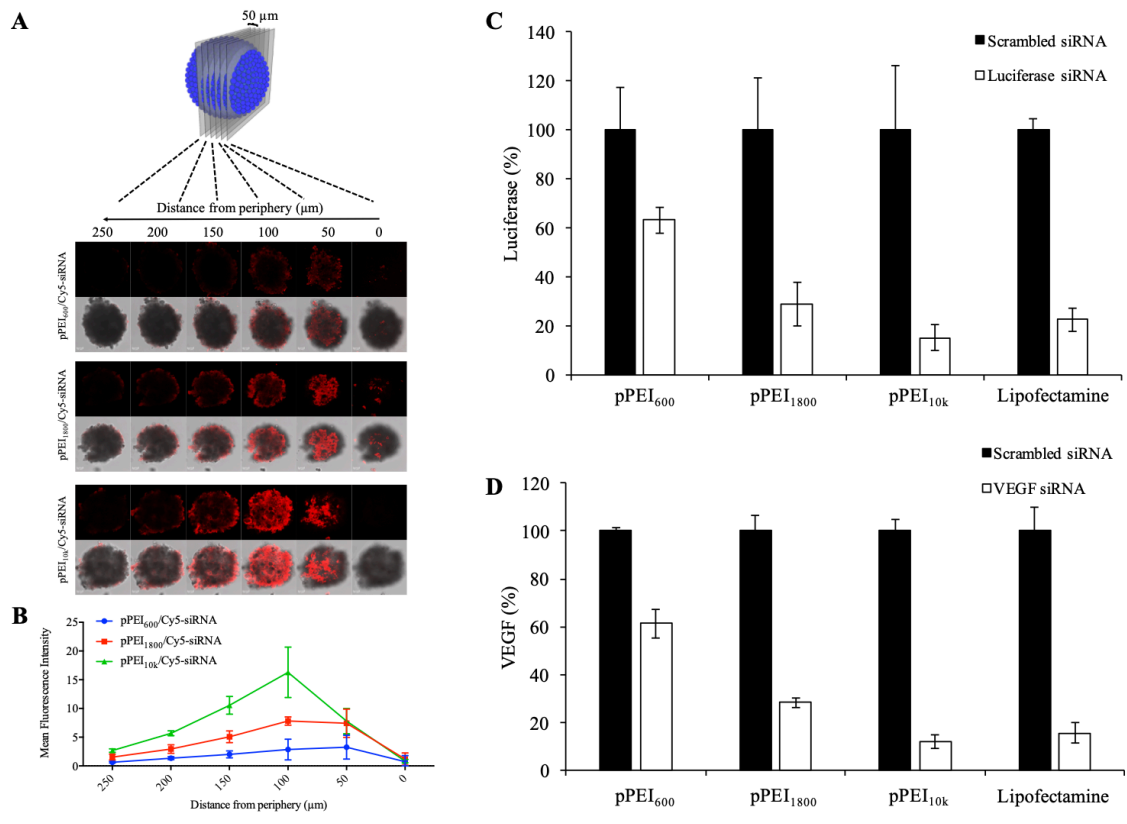 A
50 µm
Distance from periphery (µm)
250 200 150 100 50 0
pPEI600/Cy5-siRNA
pPEI1800/Cy5-siRNA
pPEI10k/Cy5-siRNA
B
pPEI600/Cy5-siRNA
pPEI1800/Cy5-siRNA
pPEI10k/Cy5-siRNA
Mean Fluorescence Intensity
25
20
15
10
5
0
250 200 150 100 50 0
Distance from periphery (µm)
C
Scrambled siRNA
Luciferase siRNA
Luciferase (%)
140
120
100
80
60
40
20
0
pPEI600 pPEI1800 pPEI10k Lipofectamine
D
Scrambled siRNA
VEGF siRNA
VEGF (%)
120
100
80
60
40
20
0
pPEI600 pPEI1800 pPEI10k Lipofectamine